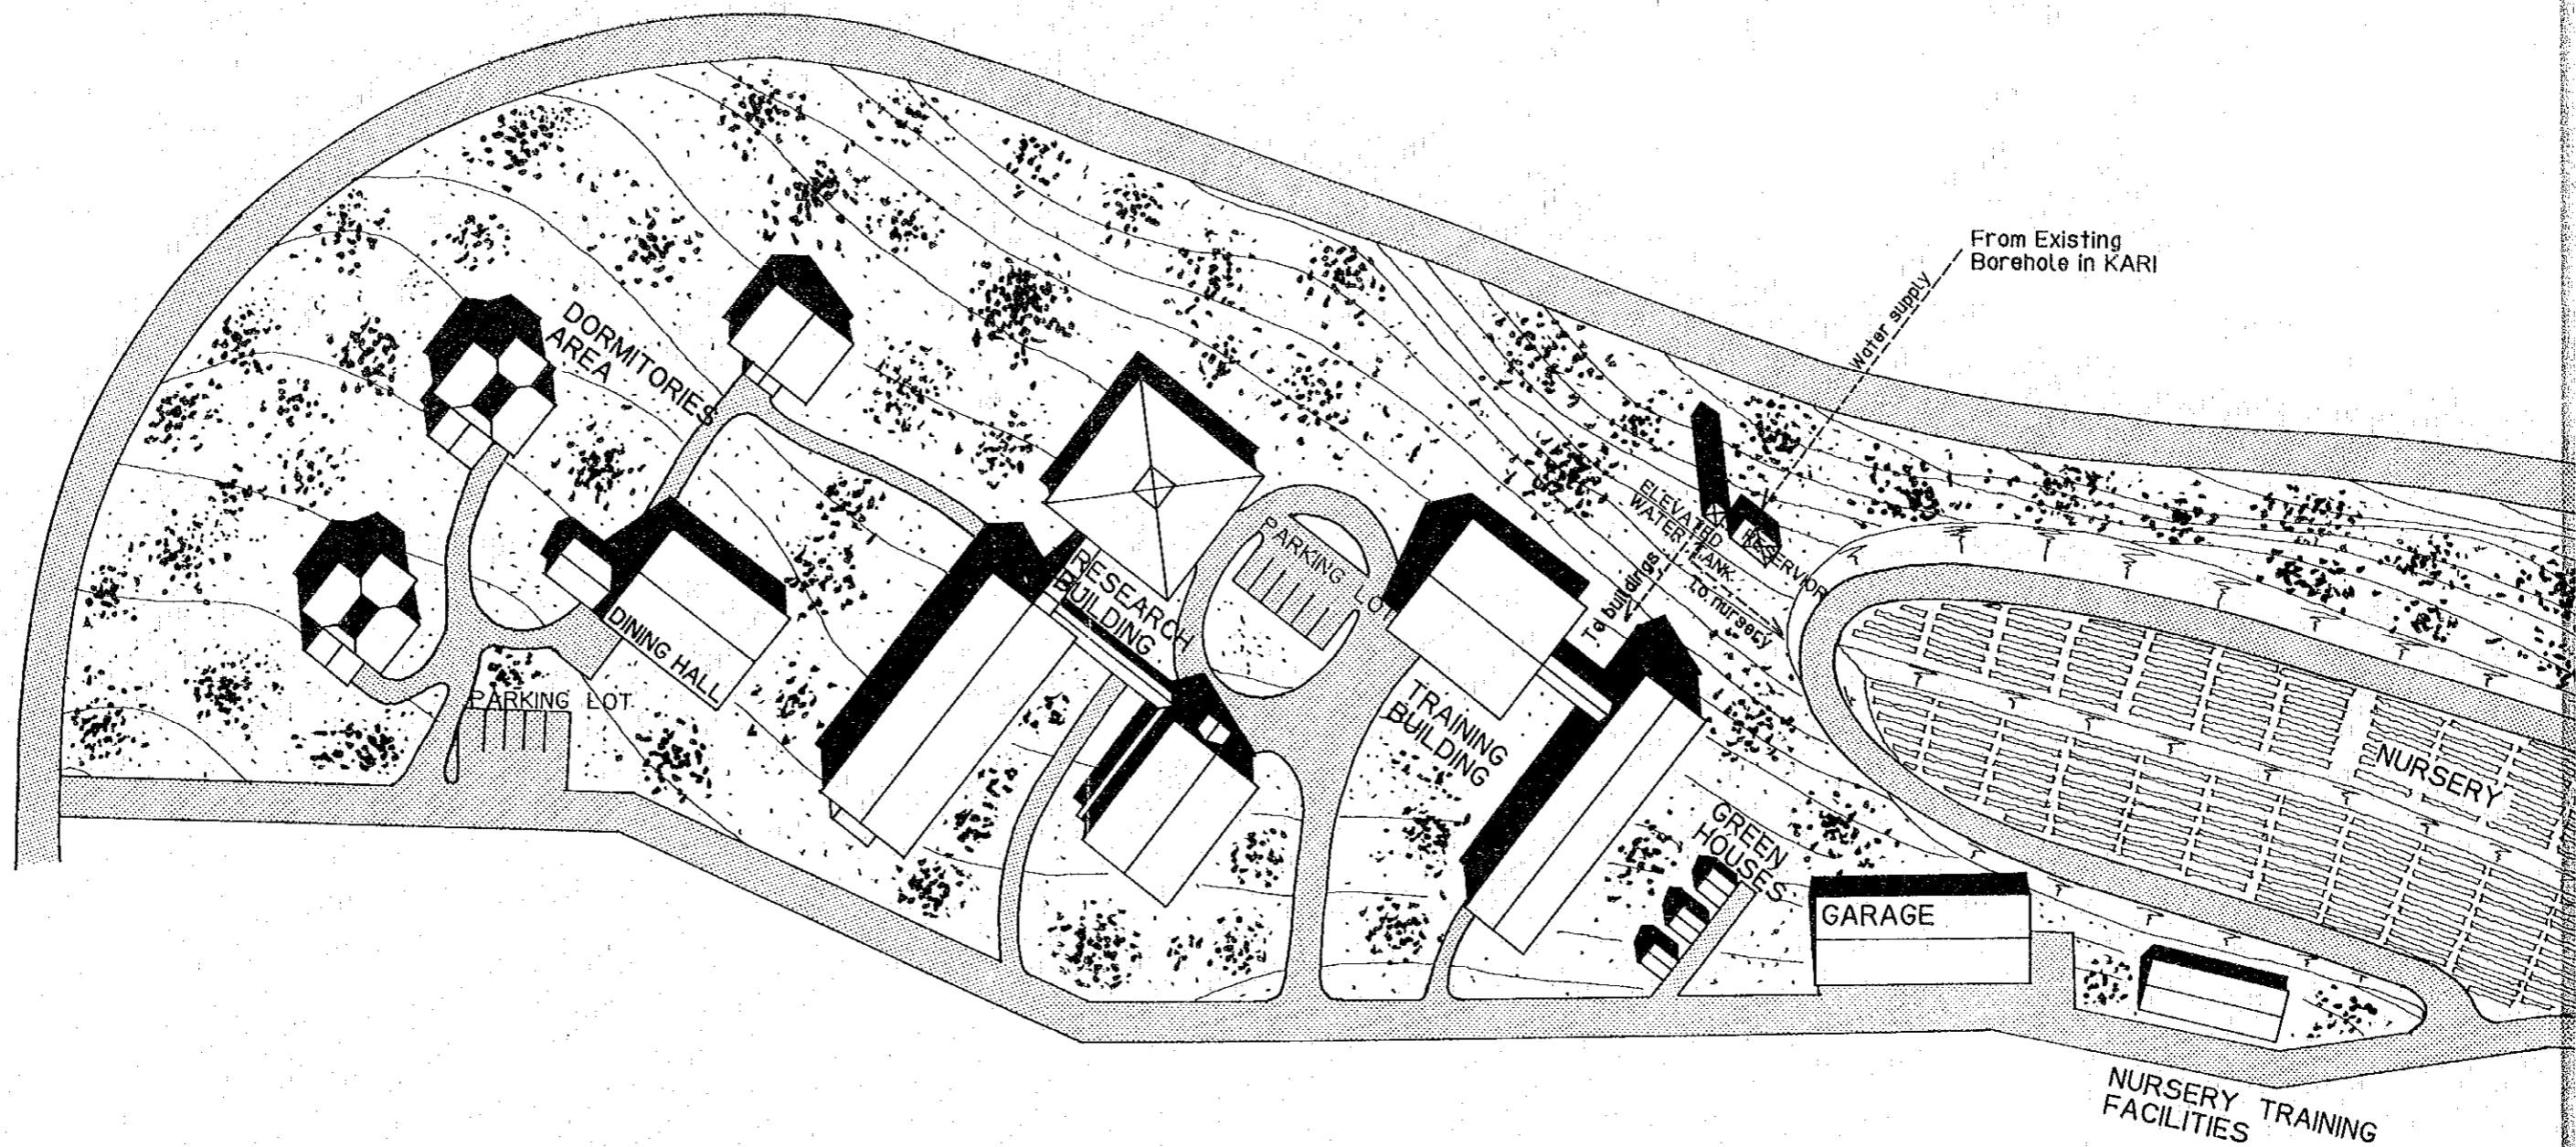 From Existing
Borehole in KARI
Water supply
DORMITORIES
AREA
ELEVATED
WATER TANK
RESERVIOR
To buildings
To nursery
PARKING LOT
RESEARCH
BUILDING
DINING HALL
PARKING LOT
TRAINING
BUILDING
NURSERY
GREEN
HOUSES
GARAGE
NURSERY TRAINING
FACILITIES